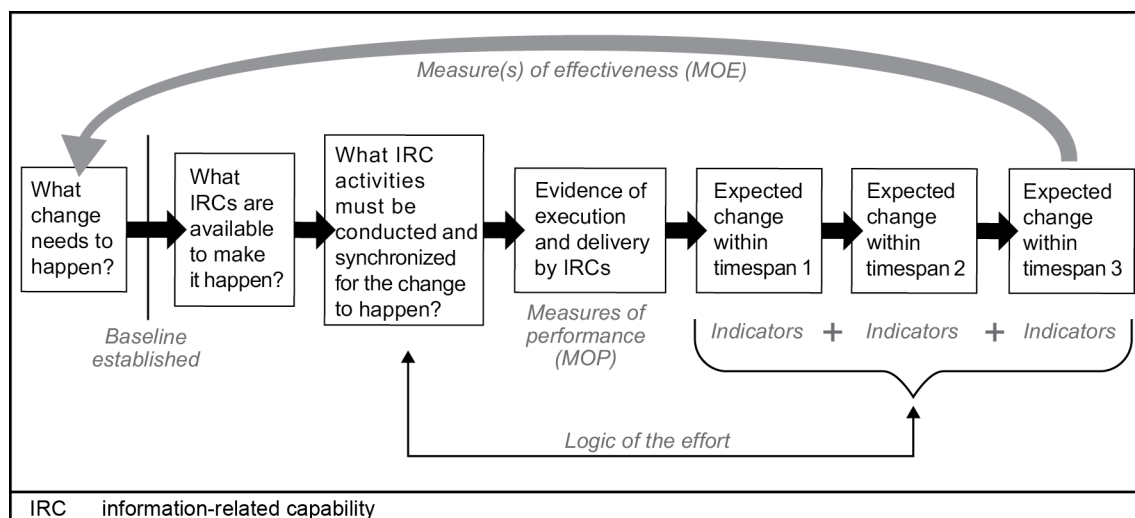 Measure(s) of effectiveness (MOE)
What
change
needs to
happen?
What
IRCs are
available
to make
it happen?
What IRC
activities
must be
conducted and
synchronized
for the change
to happen?
Evidence of
execution
and delivery
by IRCs
Expected
change
within
timespan 1
Expected
change
within
timespan 2
Expected
change
within
timespan 3
Baseline
established
Measures of
performance
(MOP)
Indicators + Indicators + Indicators
Logic of the effort
IRC information-related capability